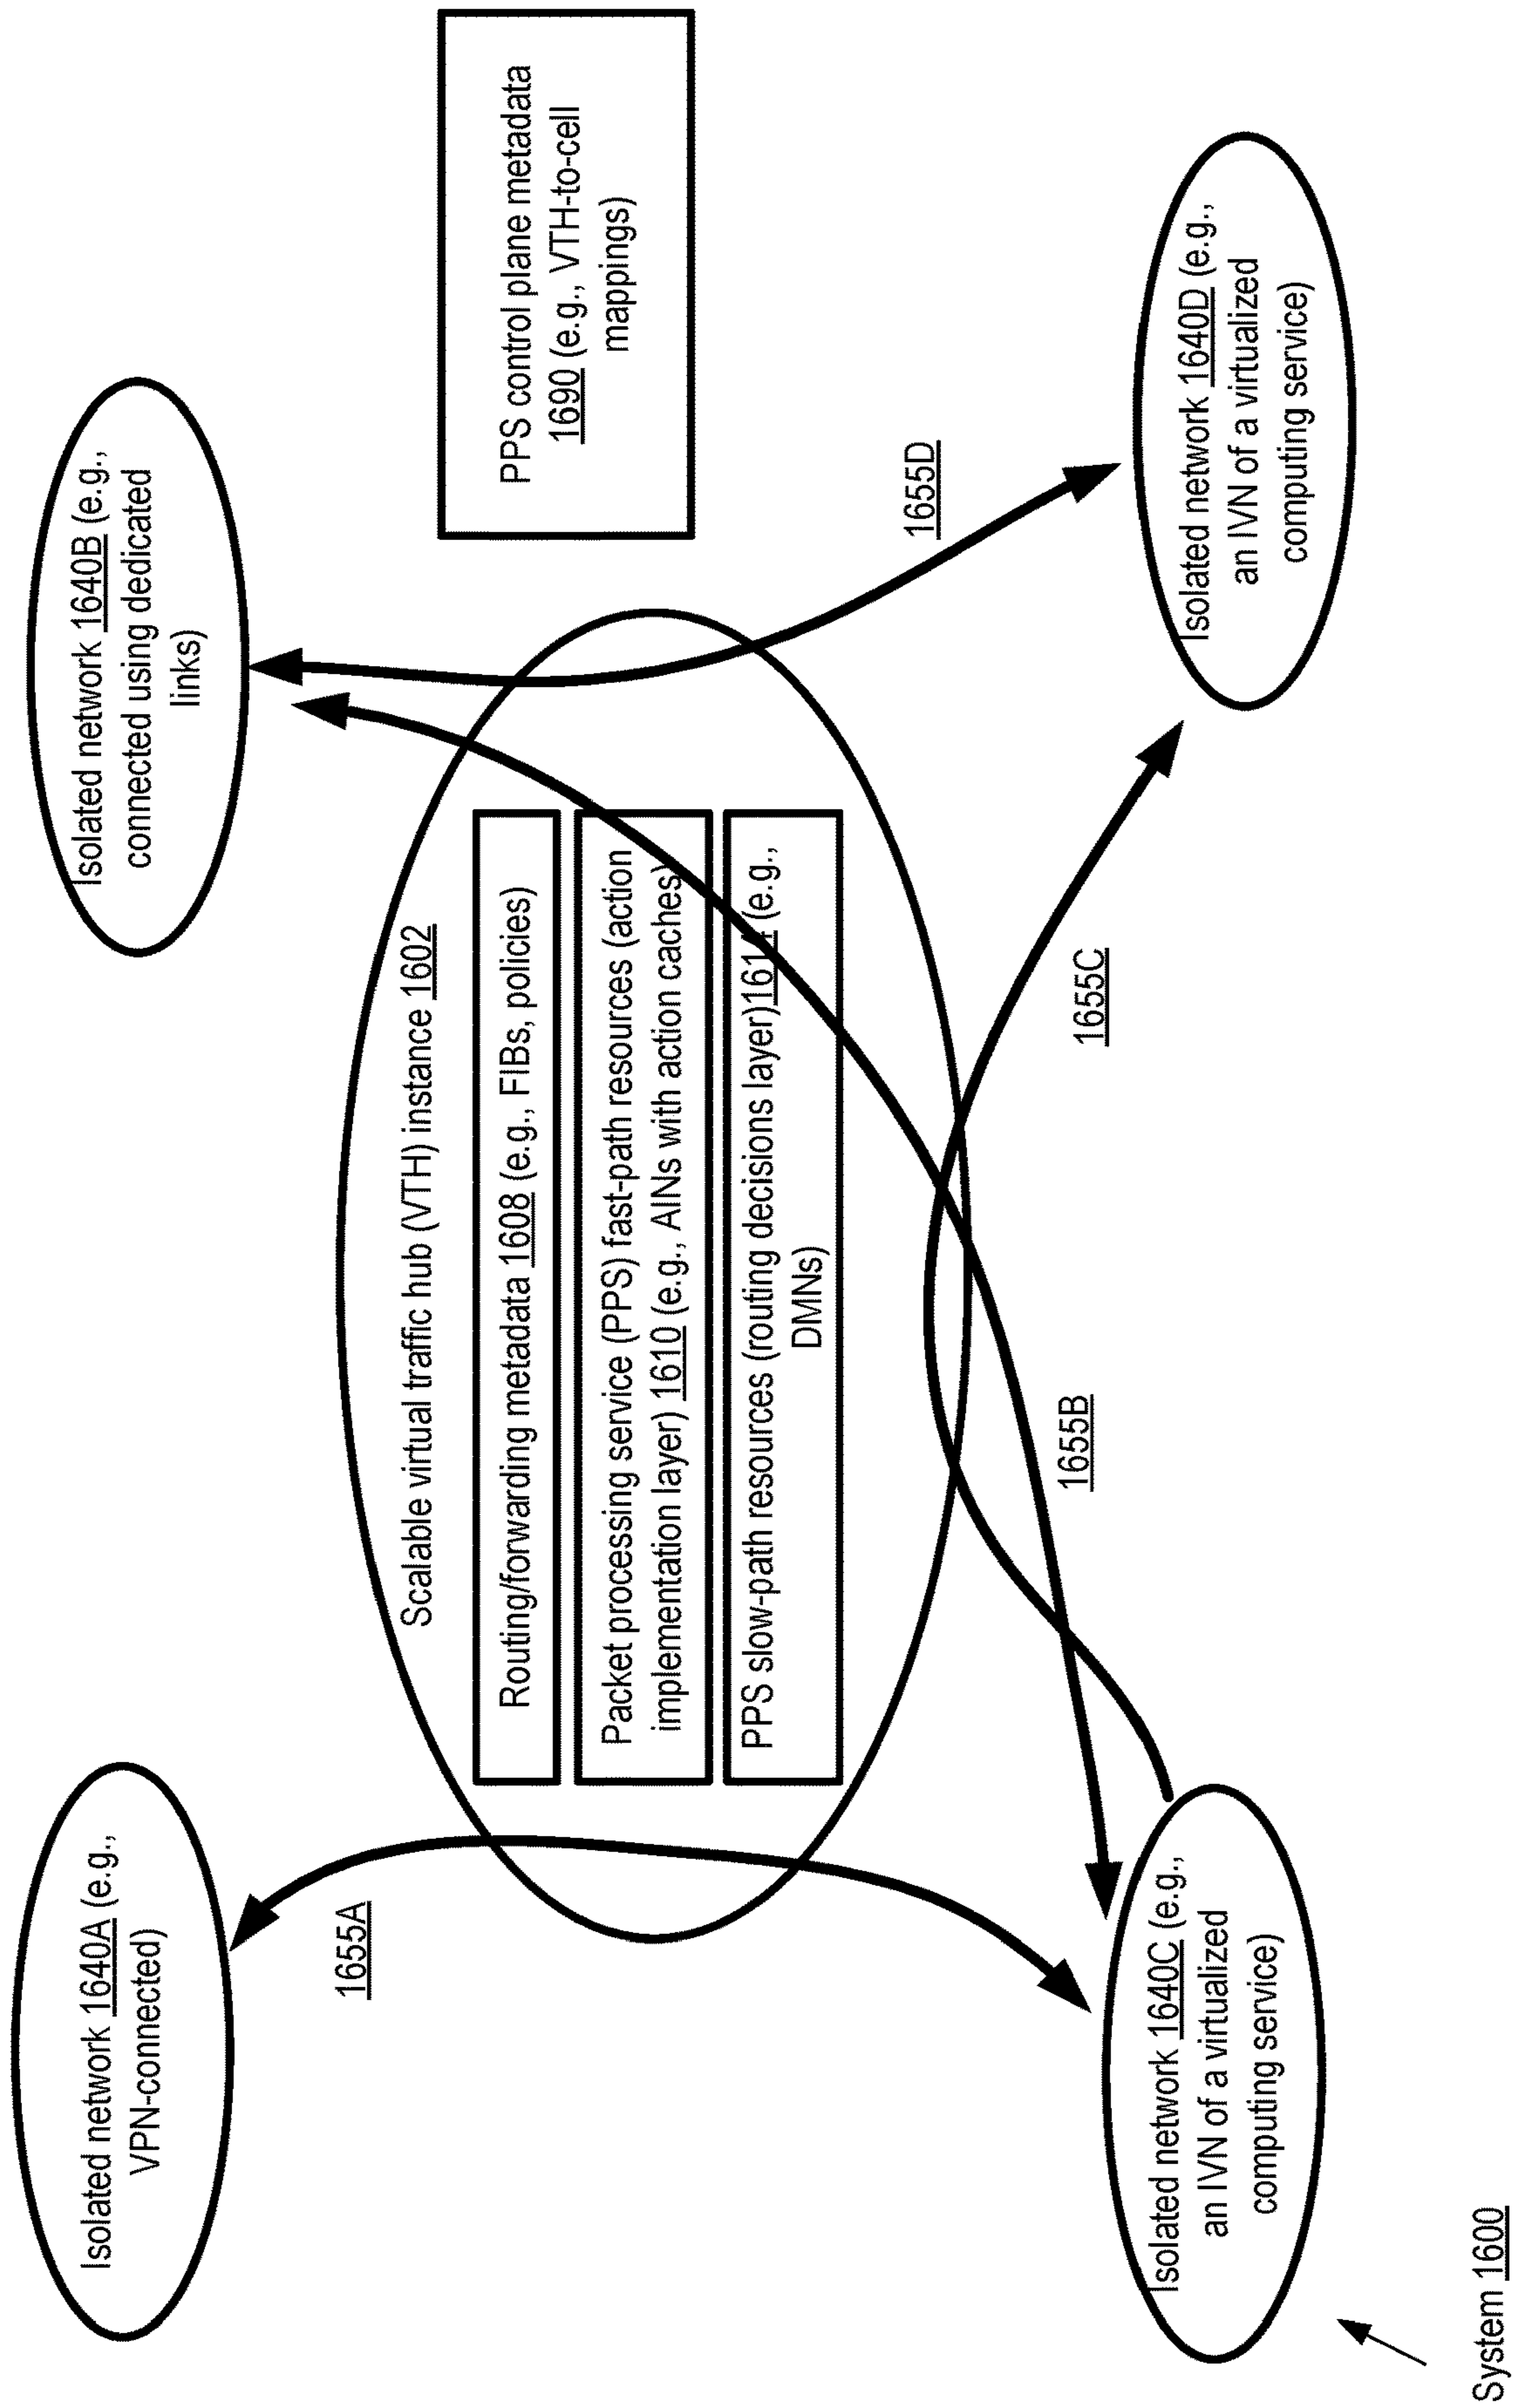 Isolated network 1640A (e.g.,
VPN-connected)
Isolated network 1640B (e.g.,
connected using dedicated
links)
1655A
Scalable virtual traffic hub (VTH) instance 1602
Routing/forwarding metadata 1608 (e.g., FIBs, policies)
Packet processing service (PPS) fast-path resources (action
implementation layer) 1610 (e.g., AINs with action caches)
PPS slow-path resources (routing decisions layer) (e.g.,
DMNs)
PPS control plane metadata
1690 (e.g., VTH-to-cell
mappings)
1655D
1655C
1655B
Isolated network 1640C (e.g.,
an IVN of a virtualized
computing service)
Isolated network 1640D (e.g.,
an IVN of a virtualized
computing service)
System 1600